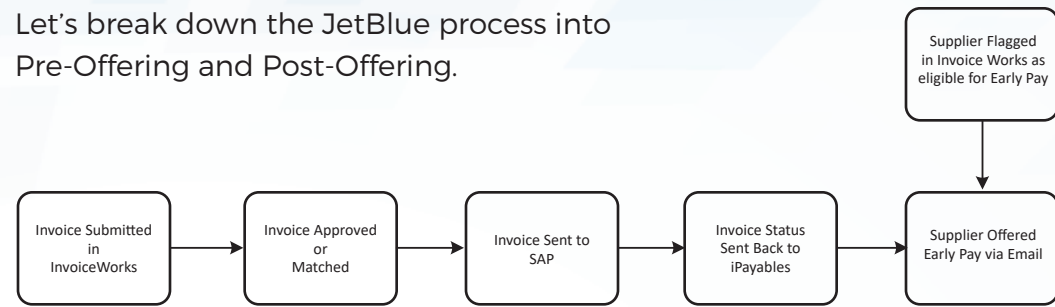 Let’s break down the JetBlue process into
Pre-Offering and Post-Offering.
Supplier Flagged
in Invoice Works as
eligible for Early Pay
Invoice Submitted
in
InvoiceWorks
Invoice Approved
or
Matched
Invoice Sent to
SAP
Invoice Status
Sent Back to
iPayables
Supplier Offered
Early Pay via Email